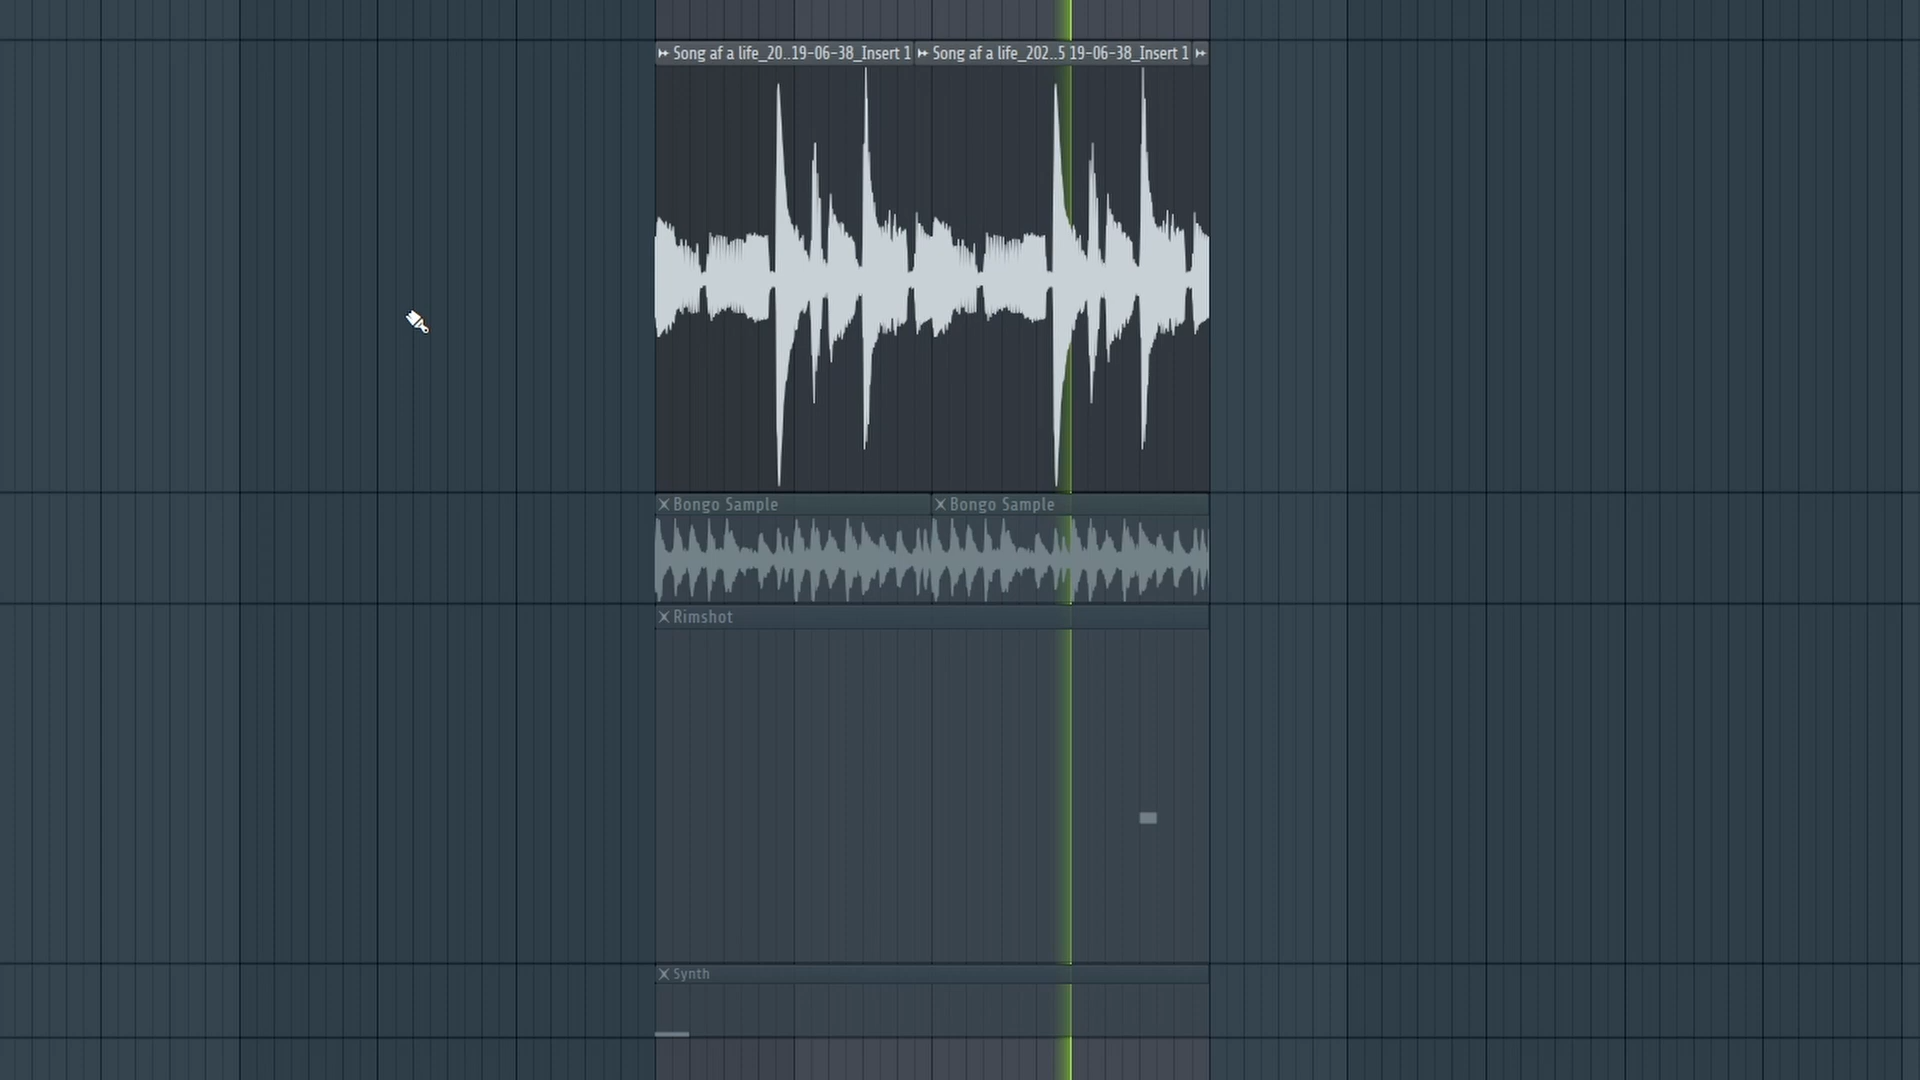 Song af a life_20..19-06-38_Insert 1
Song af a life_202..5 19-06-38_Insert 1
Bongo Sample
Bongo Sample
Rimshot
Synth